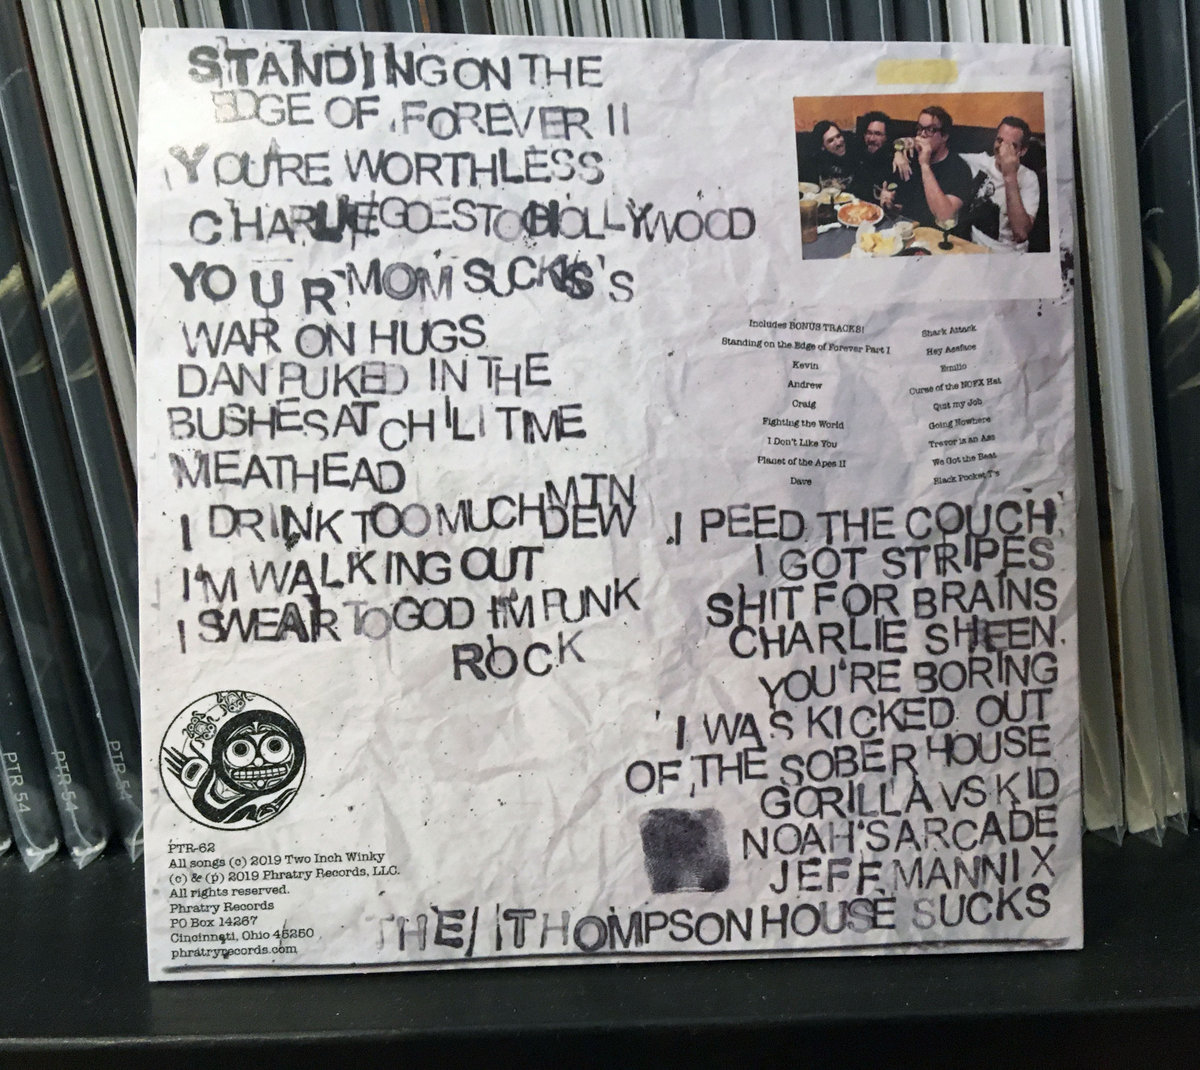 STANDING ON THE
EDGE OF FOREVER II
YOU'RE WORTHLESS
CHARLIE GOES TO HOLLYWOOD
YOUR MOM SUCKS'S
WAR ON HUGS
DAN PUKED IN THE
BUSHES AT CHILI TIME
MEATHEAD
I DRINK TOO MUCH MTN
DEW
I'M WALKING OUT
I SWEAR TO GOD I'M PUNK
ROCK
Includes BONUS TRACKS!
Standing on the Edge of Forever Part I
Kevin
Andrew
Craig
Fighting the World
I Don't Like You
Planet of the Apes II
Dave
Shark Attack
Hey Assface
Emilio
Curse of the NOFX Hat
Quit my Job
Going Nowhere
Trevor is an Ass
We Got the Beat
Black Pocket T's
I PEED THE COUCH
I GOT STRIPES
SHIT FOR BRAINS
CHARLIE SHEEN
YOU'RE BORING
I WAS KICKED OUT
OF THE SOBER HOUSE
GORILLA VS KID
NOAH'S ARCADE
JEFF MANNIX
THE THOMPSON HOUSE SUCKS
PTR-62
All songs (c) 2019 Two Inch Winky
(c) & (p) 2019 Phratry Records, LLC.
All rights reserved.
Phratry Records
PO Box 14267
Cincinnati, Ohio 45250
phratryrecords.com
PTR 54
PTR 54
PTR 54